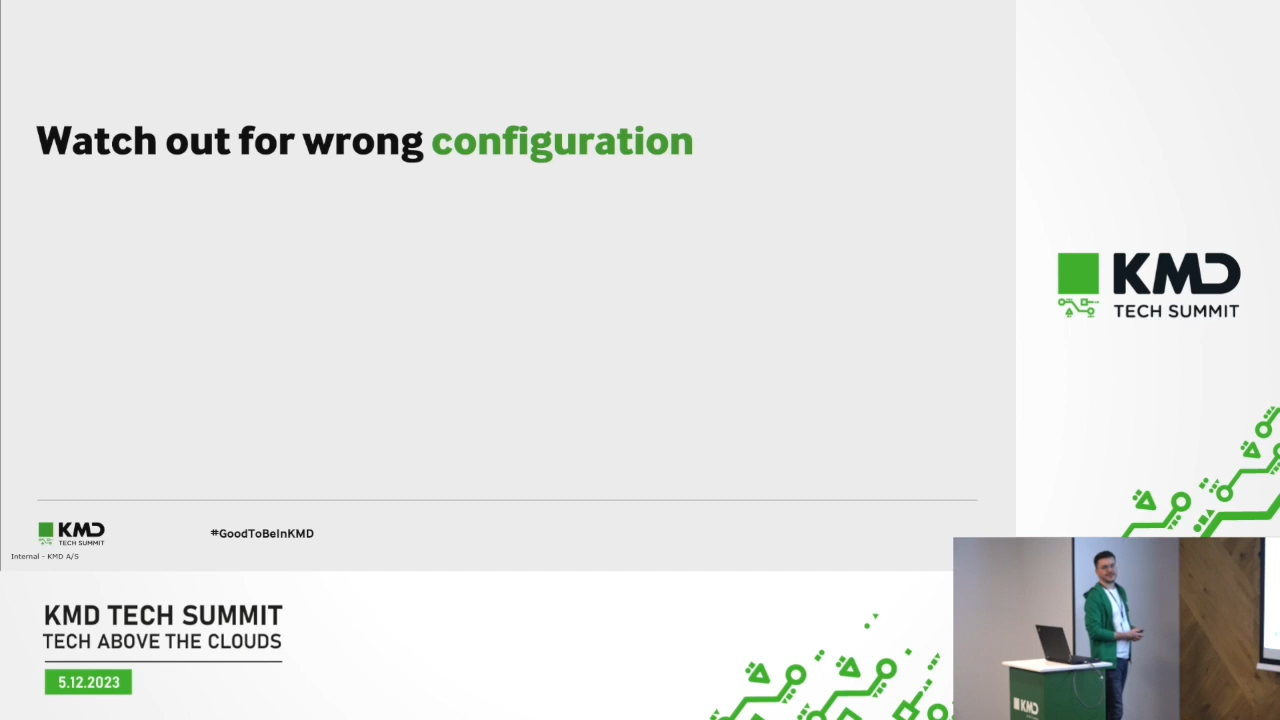 Watch out for wrong configuration
KMD
TECH SUMMIT
KMD
TECH SUMMIT
#GoodToBeInKMD
Internal - KMD A/S
KMD TECH SUMMIT
TECH ABOVE THE CLOUDS
5.12.2023
KMD